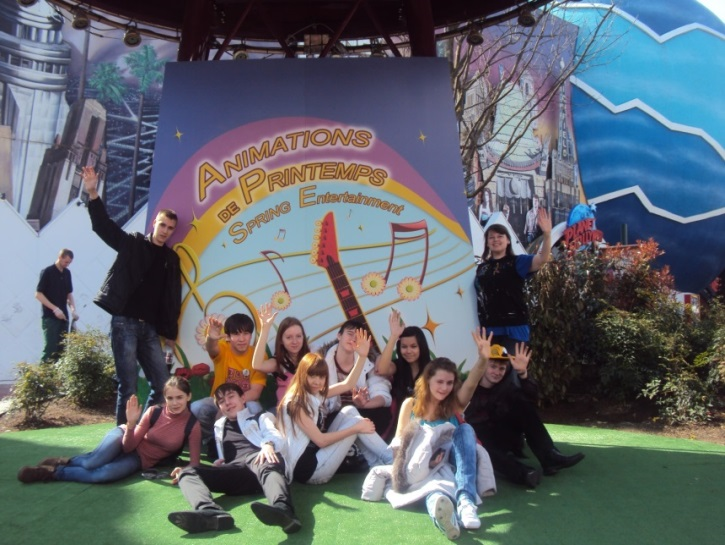 ANIMATIONS
DE PRINTEMPS
SPRING Entertainment